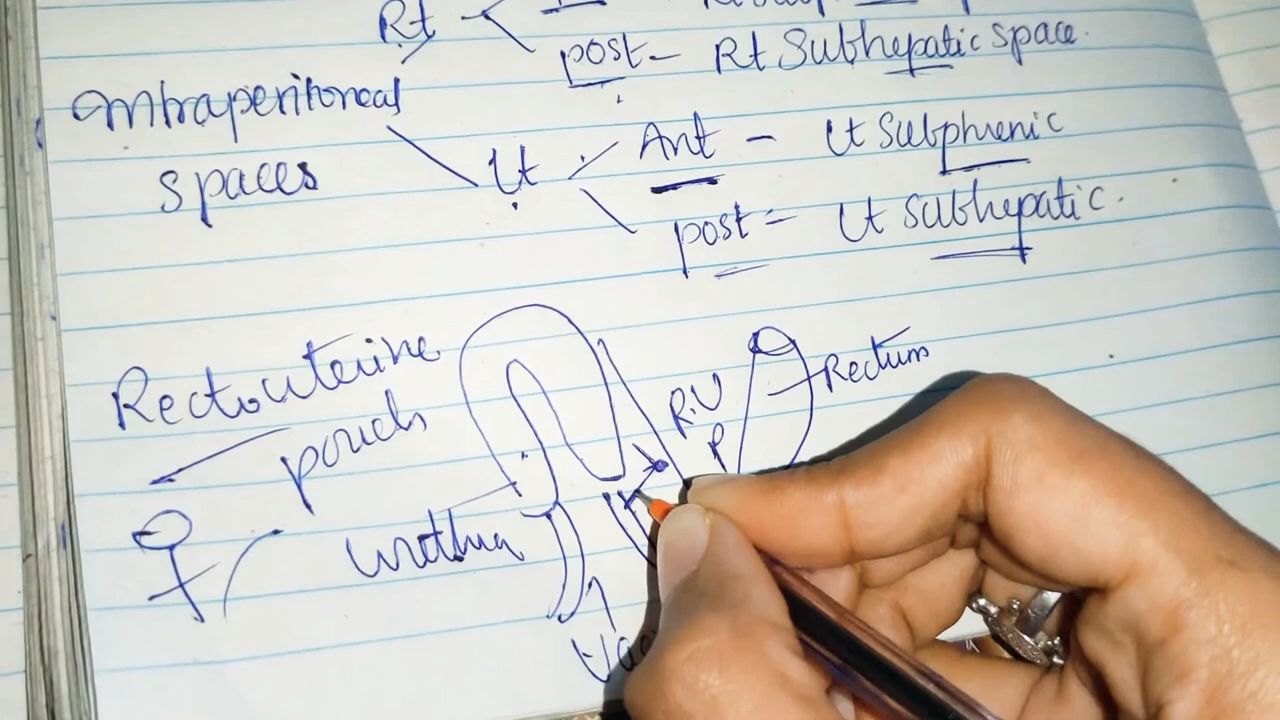 Rt
post - Rt Subhepatic space.
Intraperitoneal
spaces
Lt
Ant - Lt Subphrenic
post = Lt subhepatic.
Rectouterine
pouch
R.U
P
Rectum
urethra